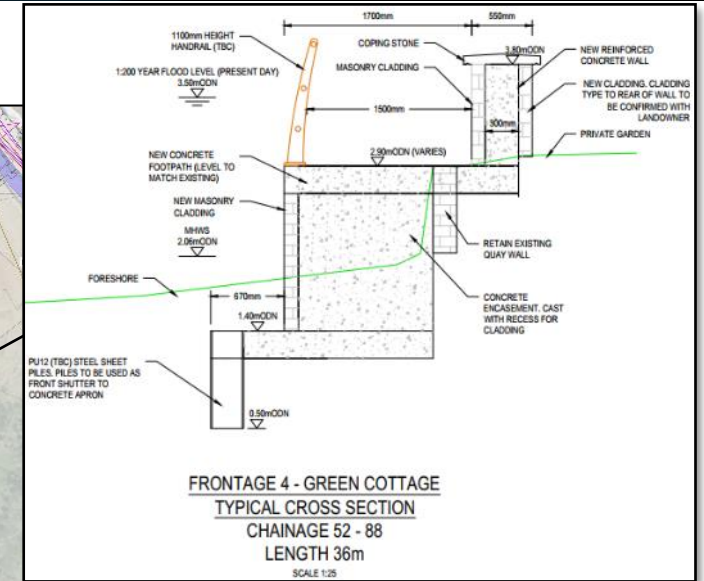 1700mm
550mm
1100mm HEIGHT
HANDRAIL (TBC)
COPING STONE
3.80mODN
NEW REINFORCED
CONCRETE WALL
1:200 YEAR FLOOD LEVEL (PRESENT DAY)
3.50mODN
MASONRY CLADDING
NEW CLADDING. CLADDING
TYPE TO REAR OF WALL TO
BE CONFIRMED WITH
LANDOWNER
1500mm
300mm
PRIVATE GARDEN
2.90mODN (VARIES)
NEW CONCRETE
FOOTPATH (LEVEL TO
MATCH EXISTING)
NEW MASONRY
CLADDING
MHWS
2.06mODN
RETAIN EXISTING
QUAY WALL
FORESHORE
670mm
CONCRETE
ENCASEMENT. CAST
WITH RECESS FOR
CLADDING
1.40mODN
PU12 (TBC) STEEL SHEET
PILES. PILES TO BE USED AS
FRONT SHUTTER TO
CONCRETE APRON
0.50mODN
FRONTAGE 4 - GREEN COTTAGE
TYPICAL CROSS SECTION
CHAINAGE 52 - 88
LENGTH 36m
SCALE 1:25